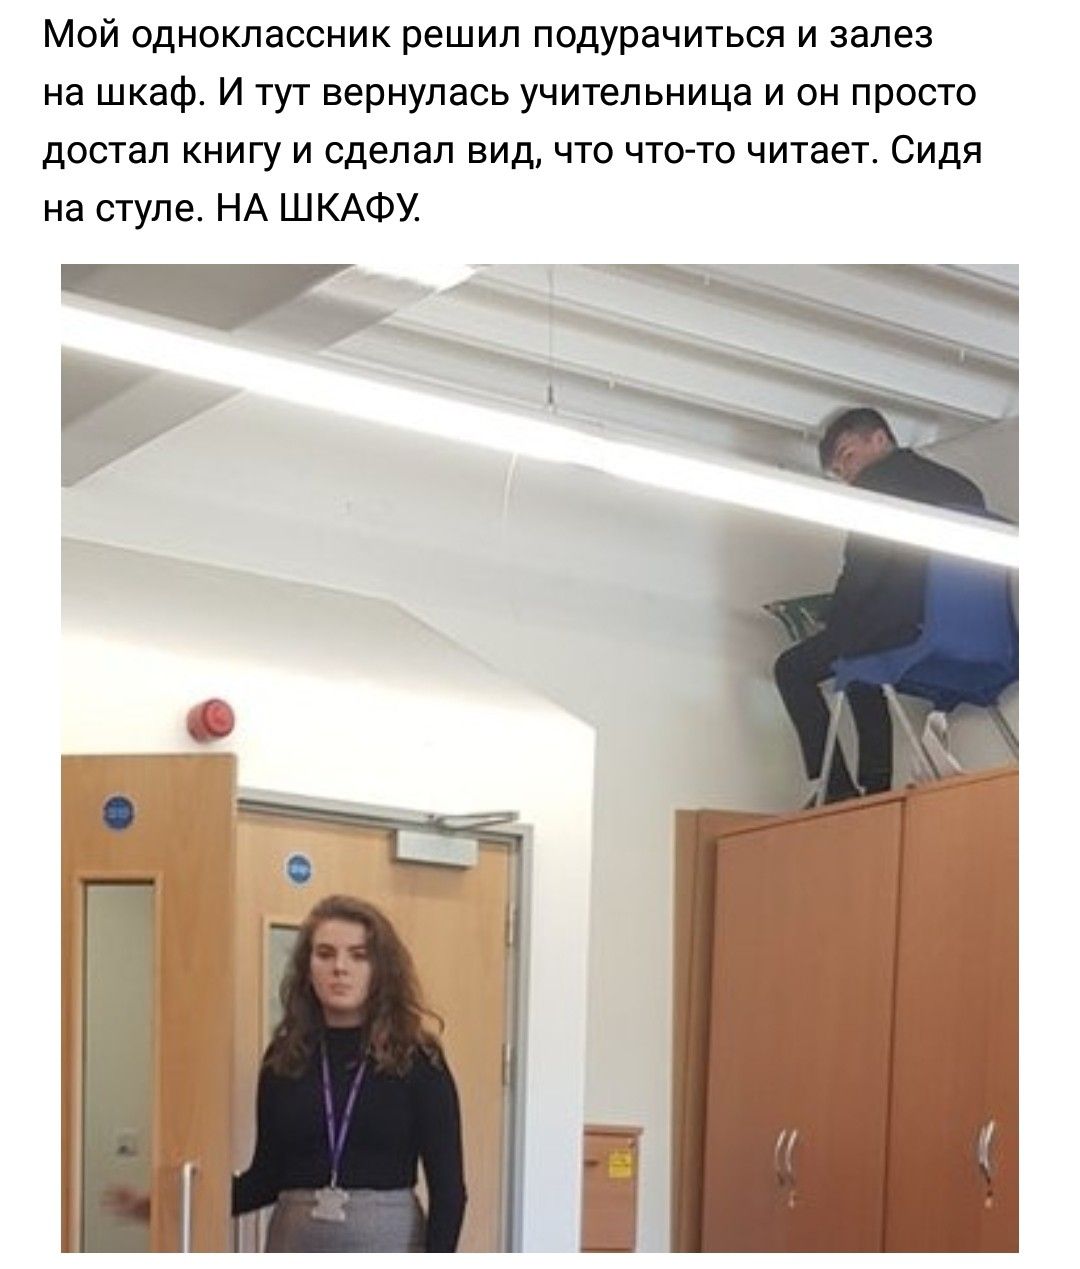 Мой одноклассник решил подурачиться и залез
на шкаф. И тут вернулась учительница и он просто
достал книгу и сделал вид, что что-то читает. Сидя
на стуле. НА ШКАФУ.